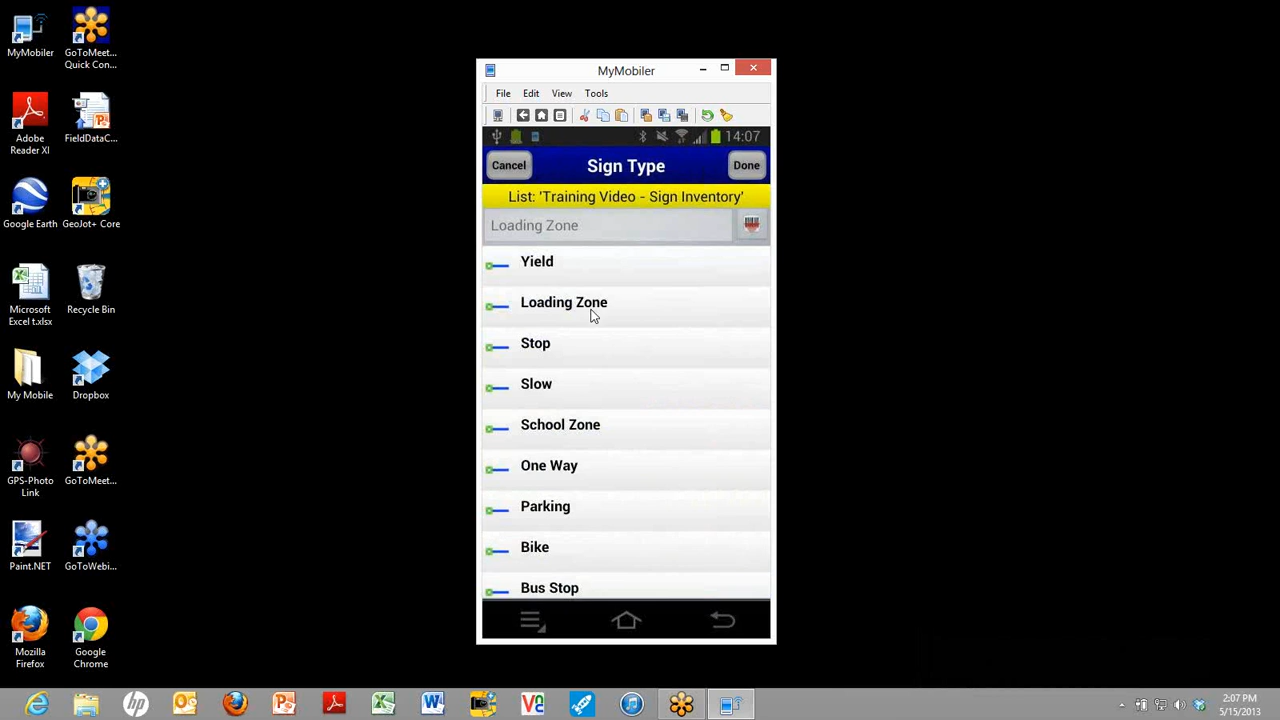 MyMobiler
GoToMeet...
Quick Con...
Adobe
Reader XI
FieldDataC...
Google Earth
GeoJot+ Core
Microsoft
Excel t.xlsx
Recycle Bin
My Mobile
Dropbox
GPS-Photo
Link
GoToMeet...
Paint.NET
GoToWebi...
Mozilla
Firefox
Google
Chrome
MyMobiler
File Edit View Tools
14:07
Cancel Sign Type Done
List: 'Training Video - Sign Inventory'
Loading Zone
Yield
Loading Zone
Stop
Slow
School Zone
One Way
Parking
Bike
Bus Stop
2:07 PM
5/15/2013